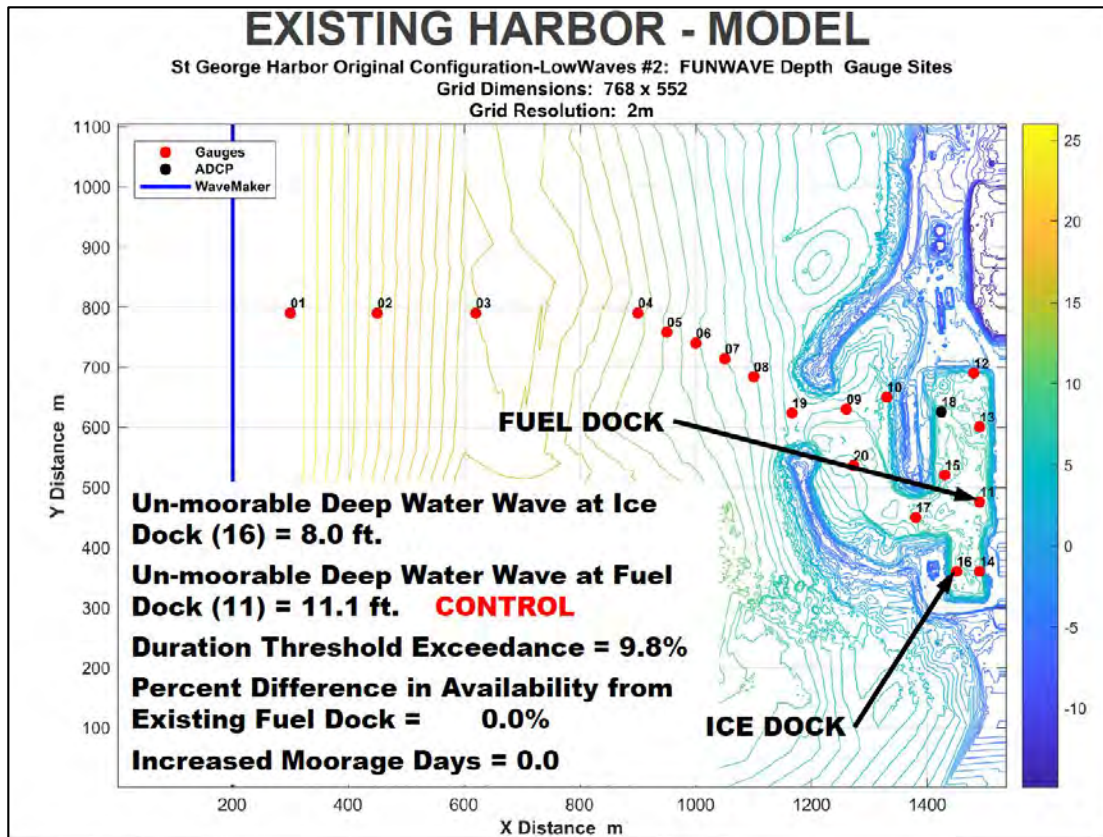 EXISTING HARBOR - MODEL
St George Harbor Original Configuration-LowWaves #2: FUNWAVE Depth Gauge Sites
Grid Dimensions: 768 x 552
Grid Resolution: 2m
Gauges
ADCP
WaveMaker
1100
1000
900
800
700
600
500
400
300
200
100
Y Distance m
01
02
03
04
05
06
07
08
19
09
10
12
18
13
20
15
11
17
16
14
FUEL DOCK
ICE DOCK
Un-moorable Deep Water Wave at Ice
Dock (16) = 8.0 ft.
Un-moorable Deep Water Wave at Fuel
Dock (11) = 11.1 ft. CONTROL
Duration Threshold Exceedance = 9.8%
Percent Difference in Availability from
Existing Fuel Dock = 0.0%
Increased Moorage Days = 0.0
200
400
600
800
1000
1200
1400
X Distance m
25
20
15
10
5
0
-5
-10